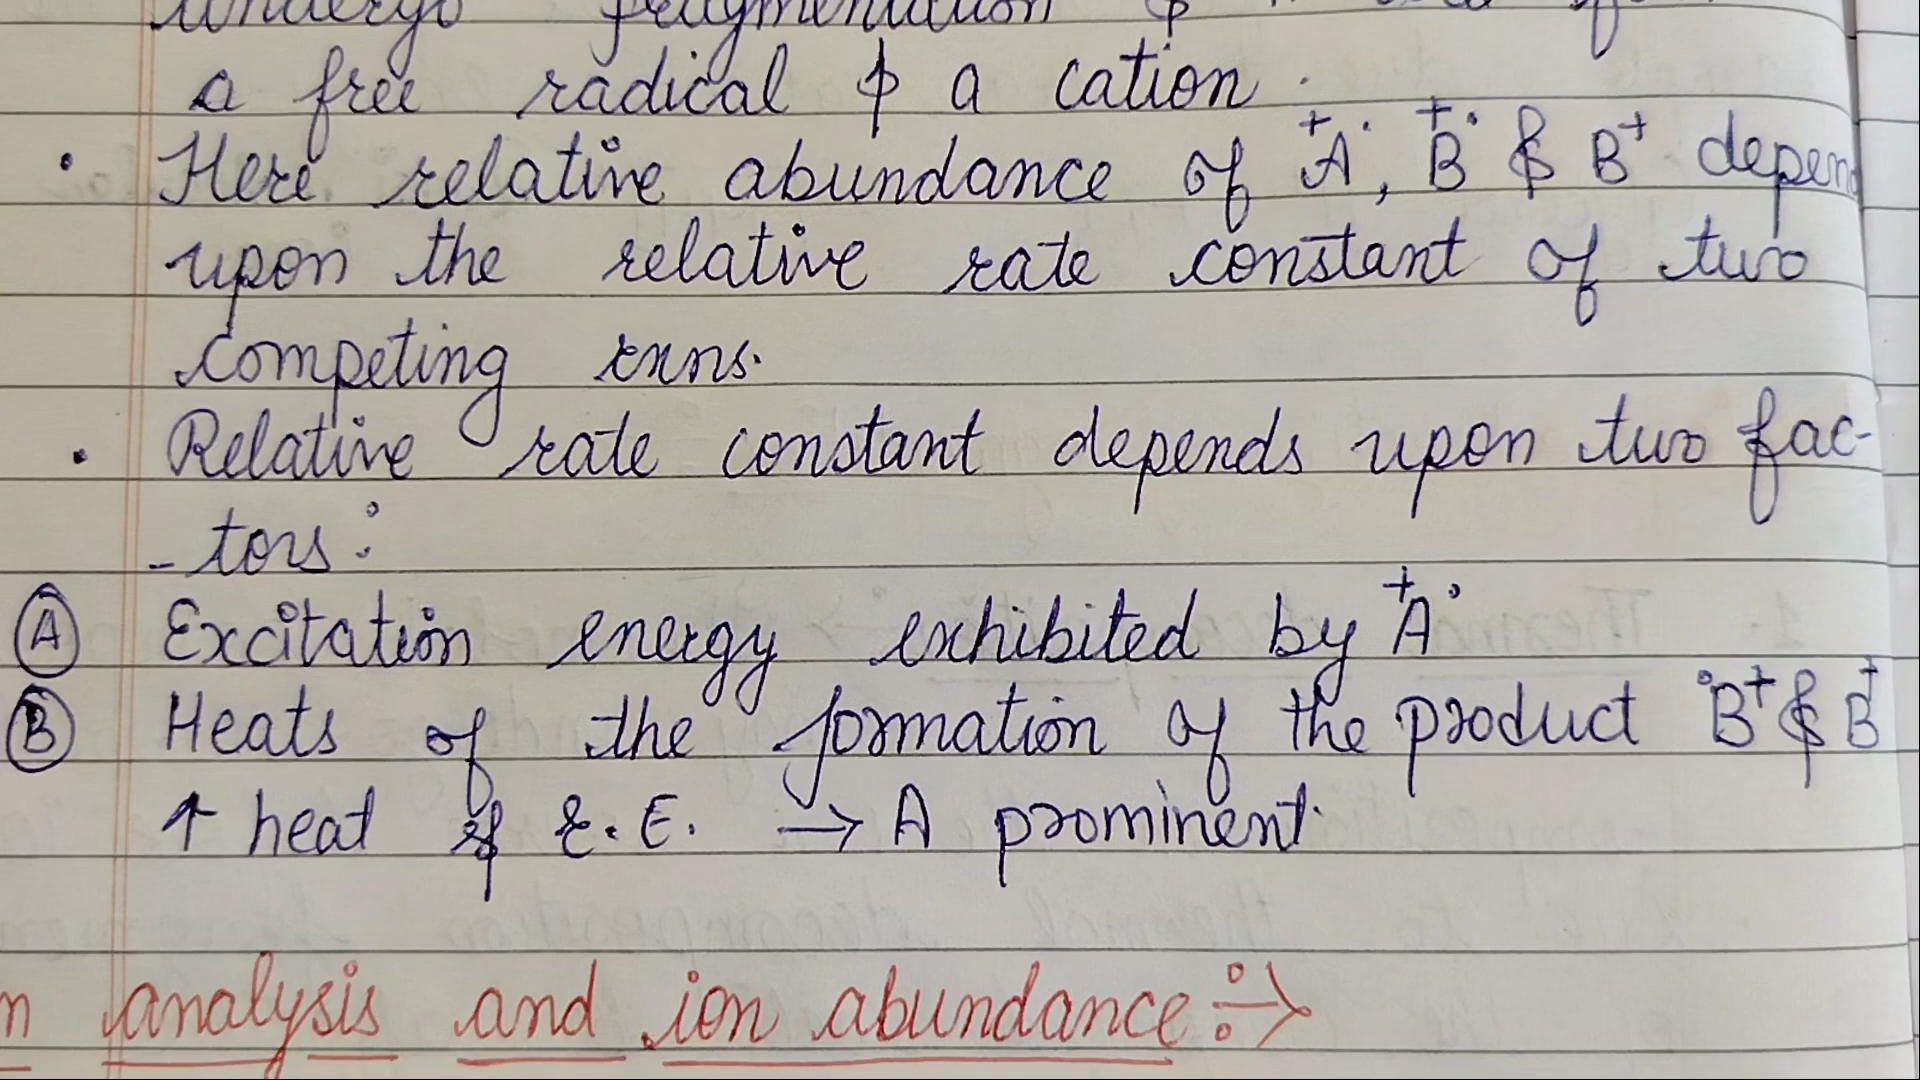 undergo fragmentation &
a free radical & a cation.
• Here relative abundance of +A•, +B• & B+ depen
upon the relative rate constant of two
competing rxns.
• Relative rate constant depends upon two fac-
- tors:
(A) Excitation energy exhibited by +A•
(B) Heats of the formation of the product •B+ & B+
↑ heat of E.E. → A prominent.
n analysis and ion abundance :→